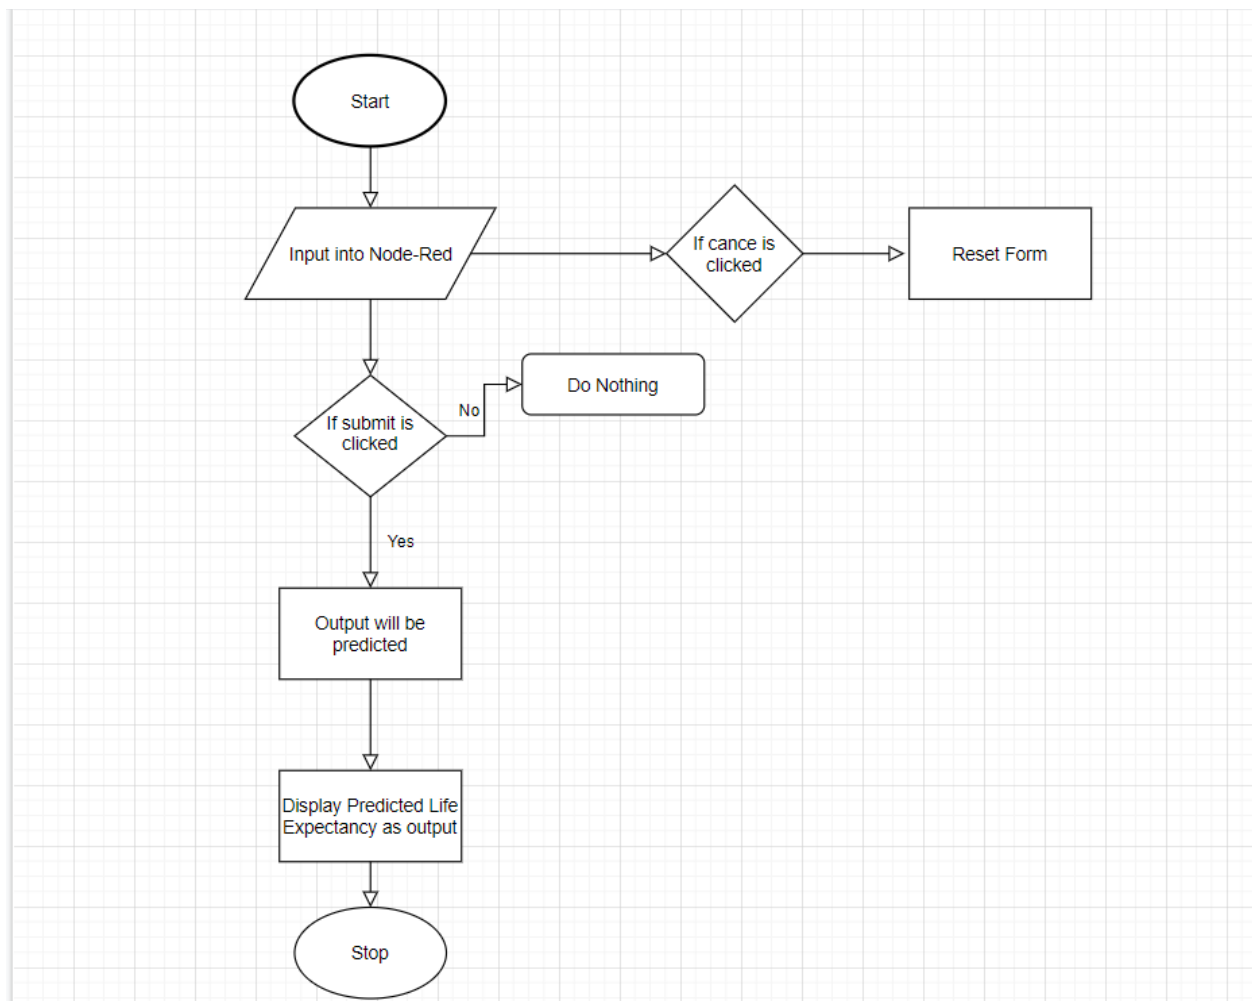 Start
Input into Node-Red
If cance is
clicked
Reset Form
Do Nothing
No
If submit is
clicked
Yes
Output will be
predicted
Display Predicted Life
Expectancy as output
Stop